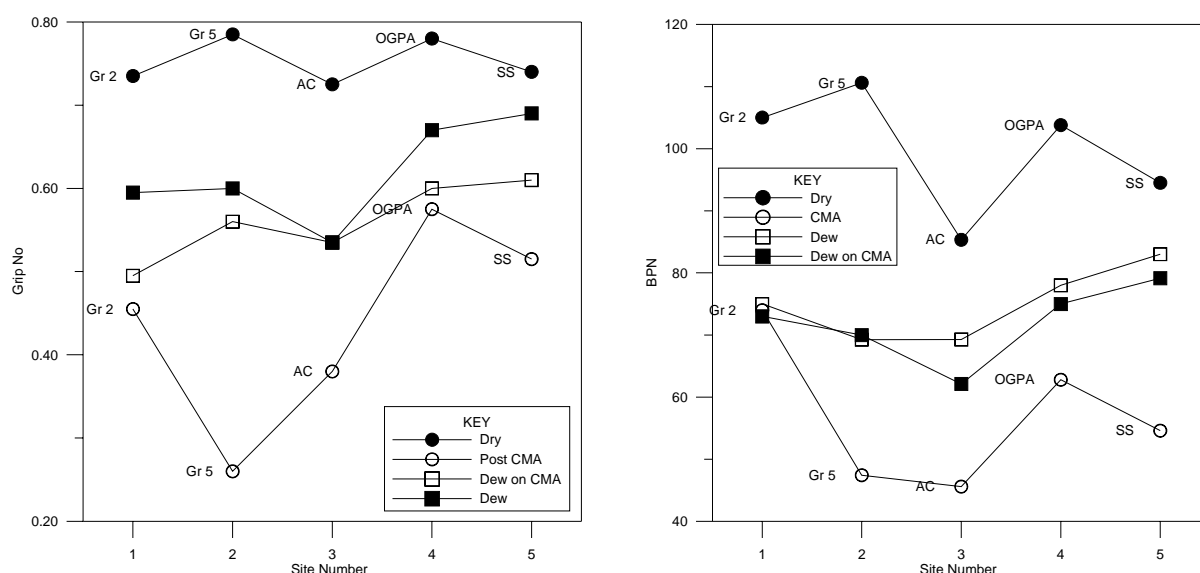 0.80
0.60
0.40
0.20
Grip No
Gr 2
Gr 5
AC
OGPA
SS
OGPA
SS
Gr 2
AC
Gr 5
KEY
Dry
Post CMA
Dew on CMA
Dew
1 2 3 4 5
Site Number
120
100
80
60
40
BPN
Gr 2
Gr 5
OGPA
SS
AC
KEY
Dry
CMA
Dew
Dew on CMA
Gr 2
OGPA
SS
Gr 5
AC
1 2 3 4 5
Site Number